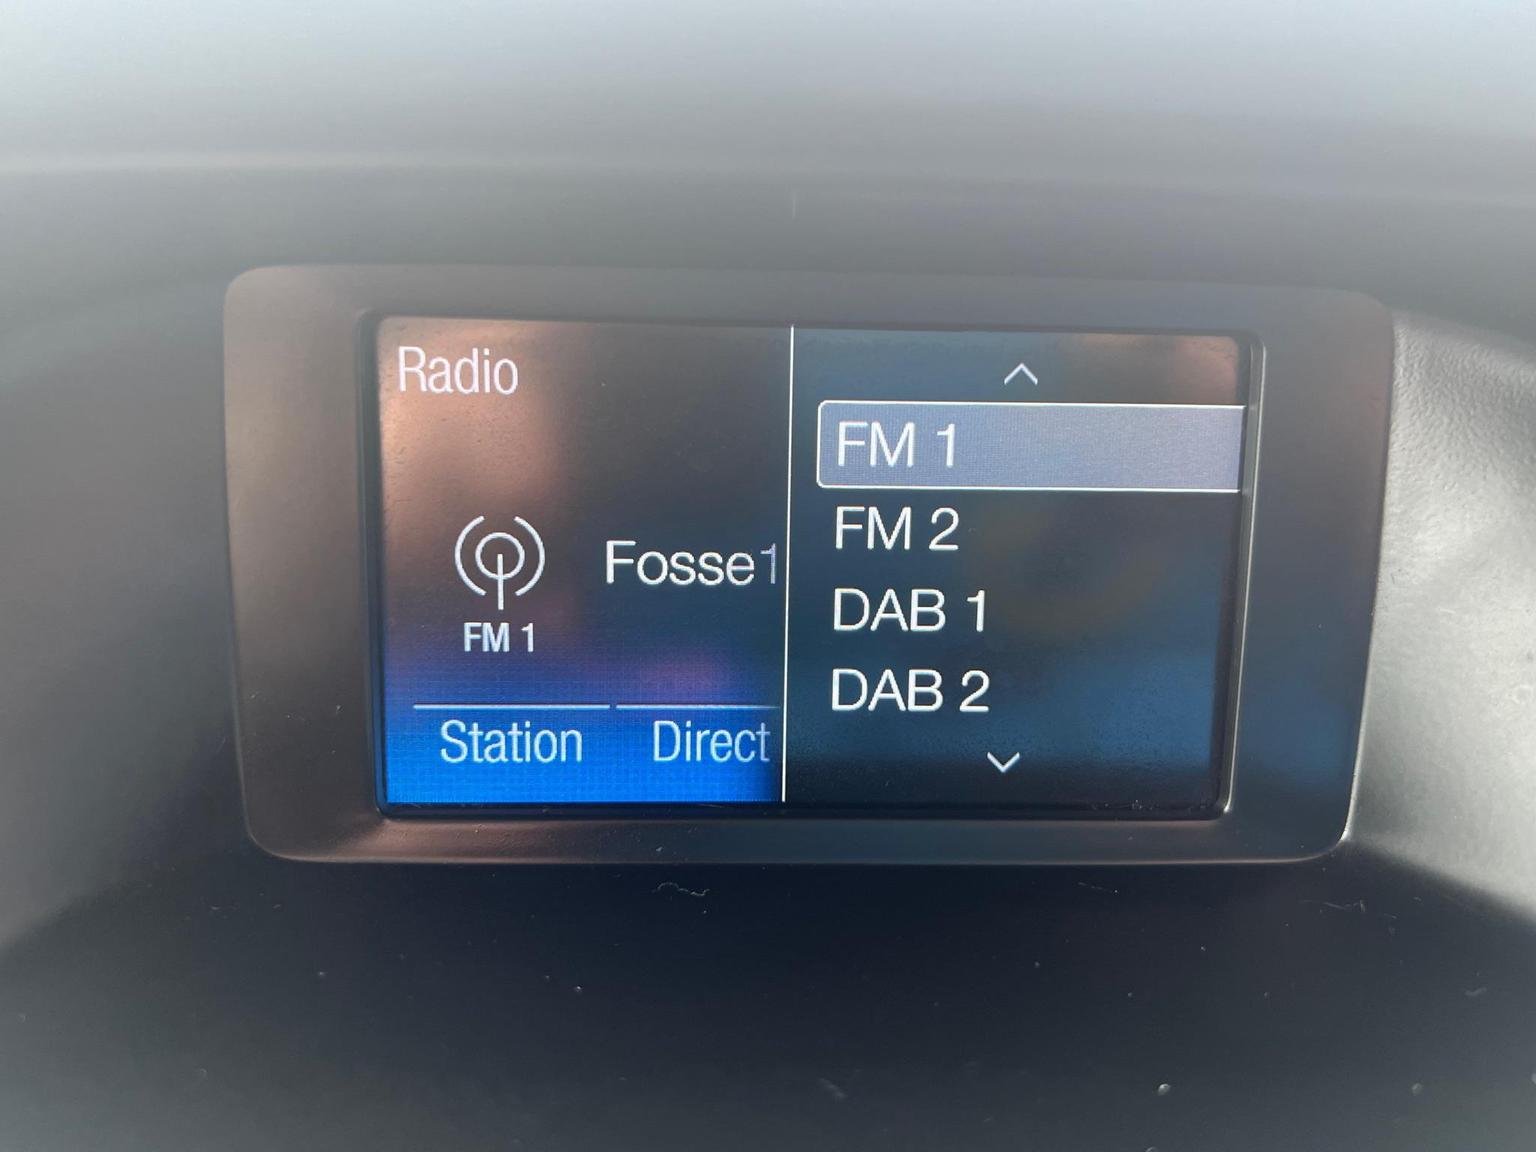 Radio
FM 1
Fosse1
Station
Direct
FM 1
FM 2
DAB 1
DAB 2